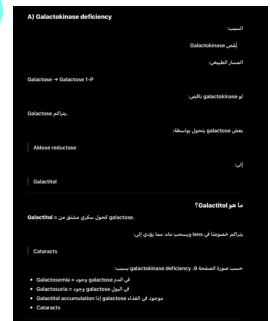 A) Galactokinase deficiency
السبب:
نقص Galactokinase
المسار الطبيعي:
Galactose → Galactose 1-P
لو galactokinase ناقص:
يتراكم Galactose.
بعض galactose يتحول بواسطة:
Aldose reductase
إلى:
Galactitol
ما هو Galactitol؟
Galactitol = كحول سكري مشتق من galactose.
يتراكم خصوصًا في lens ويسحب ماء، مما يؤدي إلى:
Cataracts
حسب صورة الصفحة 9، galactokinase deficiency يسبب:
Galactosemia = وجود galactose في الدم
Galactosuria = وجود galactose في البول
Galactitol accumulation إذا galactose موجود في الغذاء
Cataracts